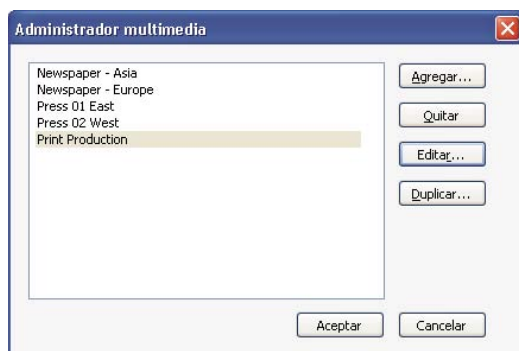 Administrador multimedia
Newspaper - Asia
Newspaper - Europe
Press 01 East
Press 02 West
Print Production
Agregar...
Quitar
Editar...
Duplicar...
Aceptar
Cancelar